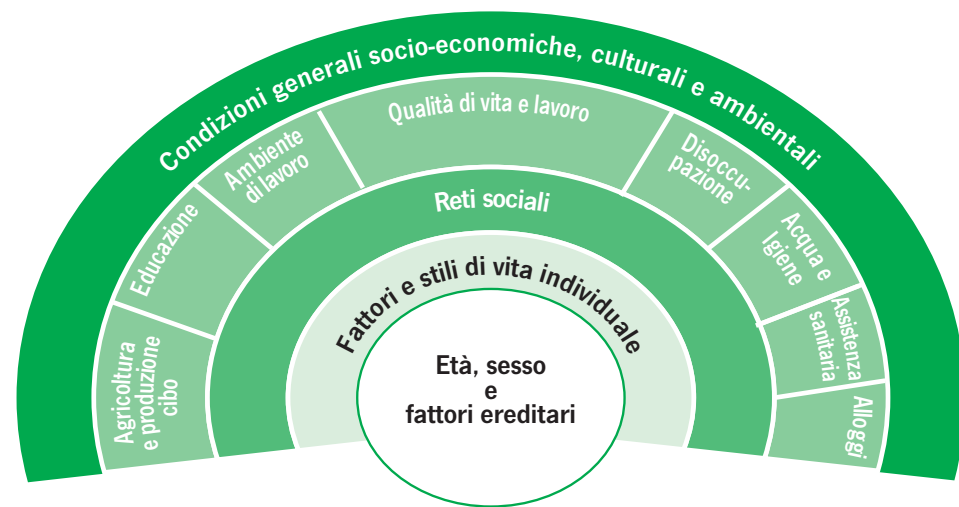 Condizioni generali socio-economiche, culturali e ambientali
Agricoltura
e produzione
cibo
Educazione
Ambiente
di lavoro
Qualità di vita e lavoro
Disoccu-
pazione
Acqua e
Igiene
Assistenza
sanitaria
Alloggi
Reti sociali
Fattori e stili di vita individuale
Età, sesso
e
fattori ereditari